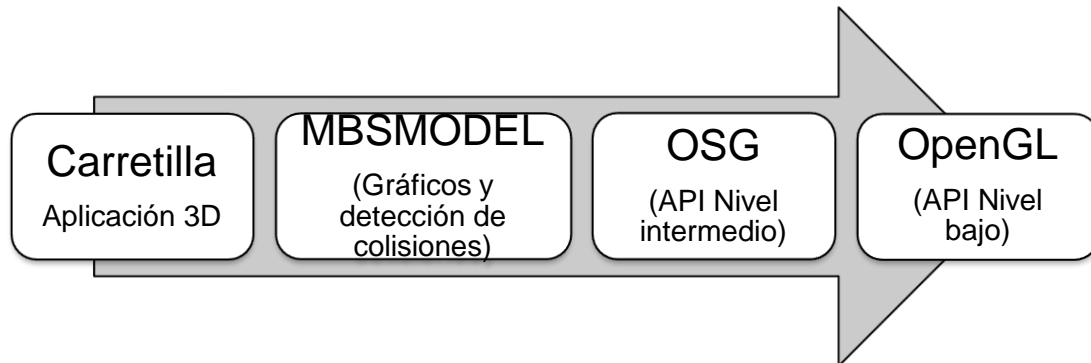 Carretilla
Aplicación 3D
MBSMODEL
(Gráficos y
detección de
colisiones)
OSG
(API Nivel
intermedio)
OpenGL
(API Nivel
bajo)